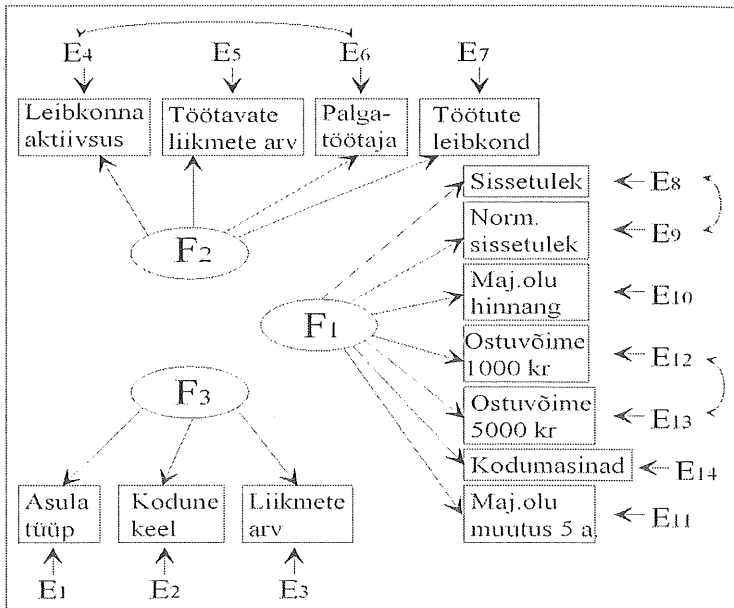 E4 E5 E6 E7
Leibkonna
aktiivsus
Töötavate
liikmete arv
Palga-
töötaja
Töötute
leibkond
F2
Sissetulek
E8
Norm.
sissetulek
E9
Maj.olu
hinnang
E10
F1
Ostuvõime
1000 kr
E12
Ostuvõime
5000 kr
E13
Kodumasinad
E14
Maj.olu
muutus 5 a.
E11
F3
Asula
tüüp
Kodune
keel
Liikmete
arv
E1 E2 E3